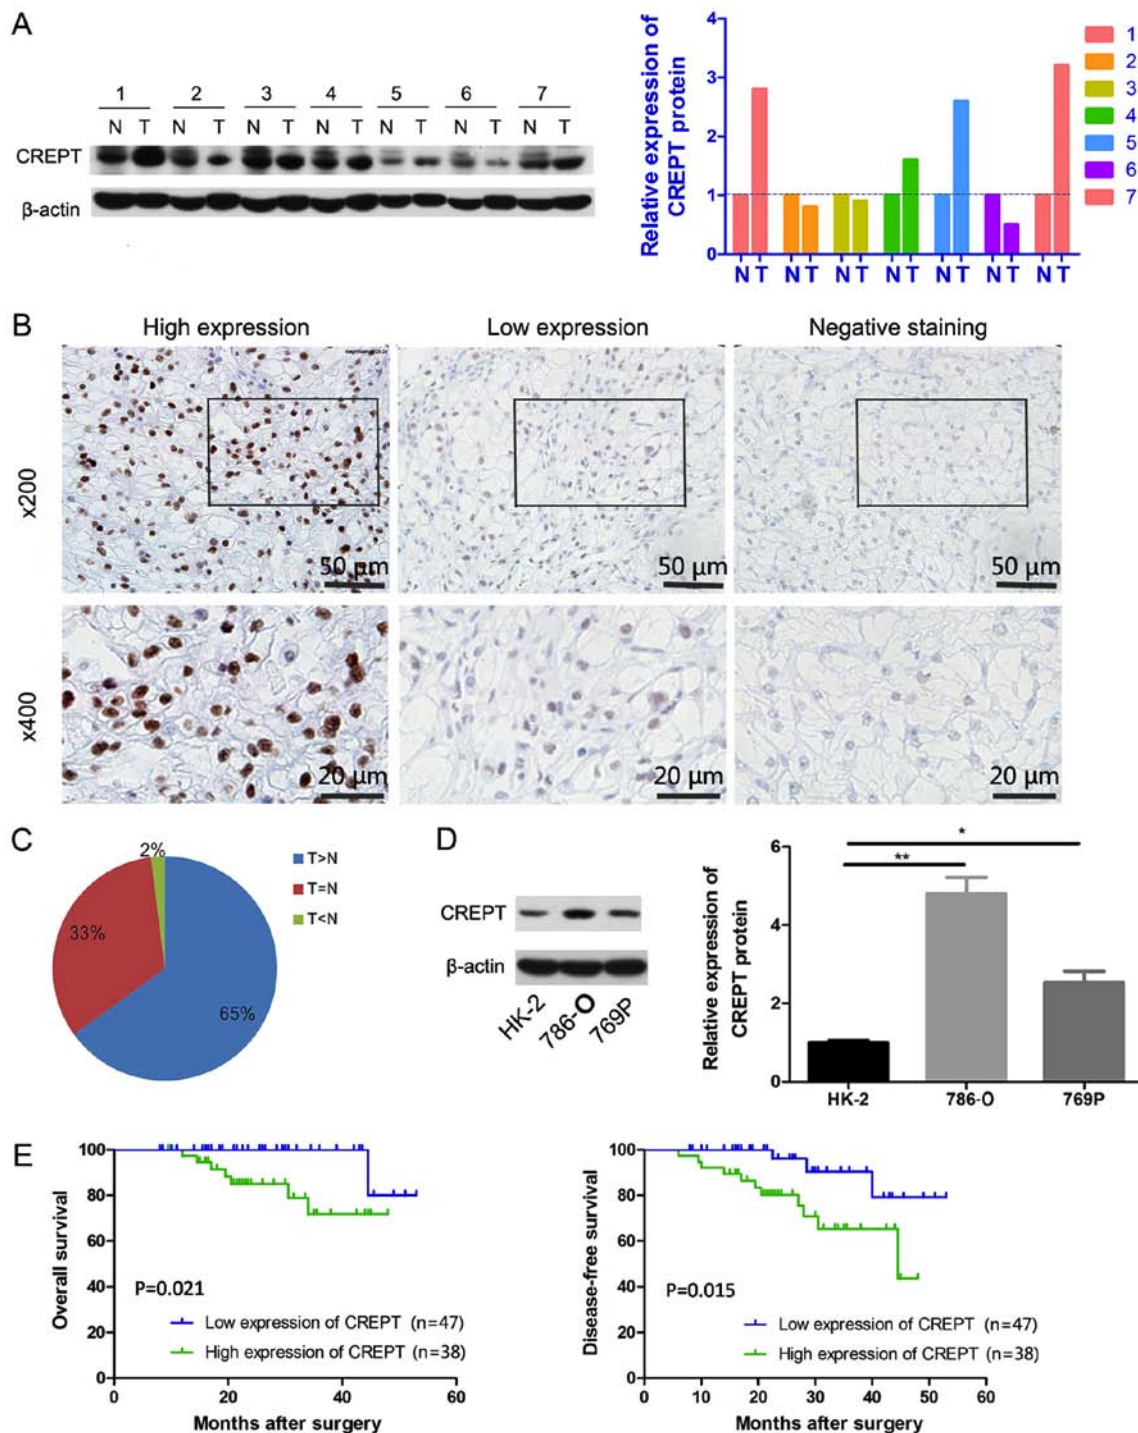 A
1 2 3 4 5 6 7
N T N T N T N T N T N T N T
CREPT
β-actin
Relative expression of
CREPT protein
4
3
2
1
0
N T N T N T N T N T N T N T
1
2
3
4
5
6
7
B
High expression Low expression Negative staining
x200
50 μm 50 μm 50 μm
x400
20 μm 20 μm 20 μm
C
2%
33%
65%
T>N
T=N
T<N
D
CREPT
β-actin
HK-2 786-O 769P
Relative expression of
CREPT protein
6
4
2
0
*
**
HK-2 786-O 769P
E
Overall survival
100
80
60
40
20
0
P=0.021
Low expression of CREPT (n=47)
High expression of CREPT (n=38)
0 20 40 60
Months after surgery
Disease-free survival
100
80
60
40
20
0
P=0.015
Low expression of CREPT (n=47)
High expression of CREPT (n=38)
0 10 20 30 40 50 60
Months after surgery